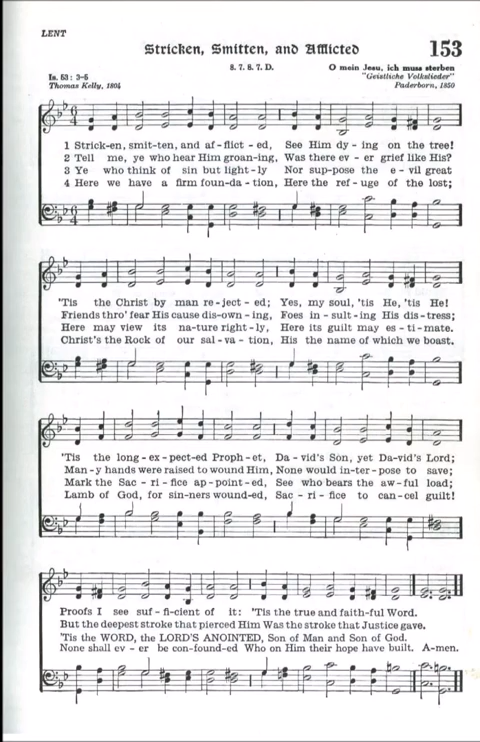 LENT
Stricken, Smitten, and Afflicted 153
8. 7. 8. 7. D.
O mein Jesu, ich muss sterben
Is. 53: 3-5
"Geistliche Volkslieder"
Thomas Kelly, 1804
Paderborn, 1850
1 Strick-en, smit-ten, and af-flict-ed, See Him dy-ing on the tree!
2 Tell me, ye who hear Him groan-ing, Was there ev-er grief like His?
3 Ye who think of sin but light-ly Nor sup-pose the e-vil great
4 Here we have a firm foun-da-tion, Here the ref-uge of the lost;
'Tis the Christ by man re-ject-ed; Yes, my soul, 'tis He, 'tis He!
Friends thro' fear His cause dis-own-ing, Foes in-sult-ing His dis-tress;
Here may view its na-ture right-ly, Here its guilt may es-ti-mate.
Christ's the Rock of our sal-va-tion, His the name of which we boast.
'Tis the long-ex-pect-ed Proph-et, Da-vid's Son, yet Da-vid's Lord;
Man-y hands were raised to wound Him, None would in-ter-pose to save;
Mark the Sac-ri-fice ap-point-ed, See who bears the aw-ful load;
Lamb of God, for sin-ners wound-ed, Sac-ri-fice to can-cel guilt!
Proofs I see suf-fi-cient of it: 'Tis the true and faith-ful Word.
But the deepest stroke that pierced Him Was the stroke that Justice gave.
'Tis the WORD, the LORD'S ANOINTED, Son of Man and Son of God.
None shall ev-er be con-found-ed Who on Him their hope have built. A-men.